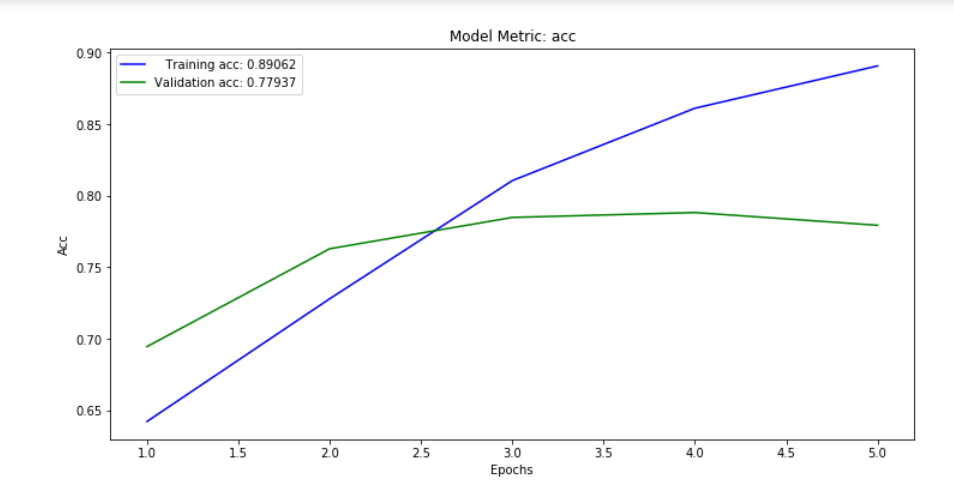 Model Metric: acc
Training acc: 0.89062
Validation acc: 0.77937
0.90
0.85
0.80
0.75
0.70
0.65
Acc
1.0 1.5 2.0 2.5 3.0 3.5 4.0 4.5 5.0
Epochs